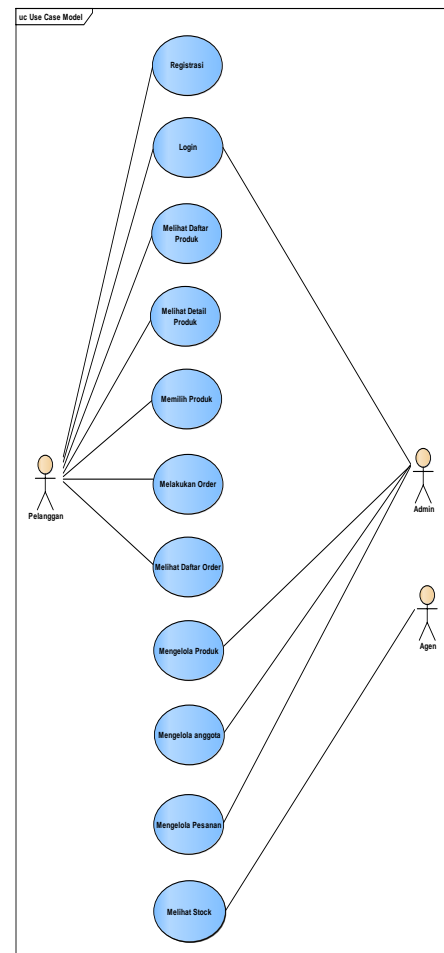 uc Use Case Model
Registrasi
Login
Melihat Daftar
Produk
Melihat Detail
Produk
Memilih Produk
Pelanggan
Melakukan Order
Admin
Melihat Daftar Order
Agen
Mengelola Produk
Mengelola anggota
Mengelola Pesanan
Melihat Stock